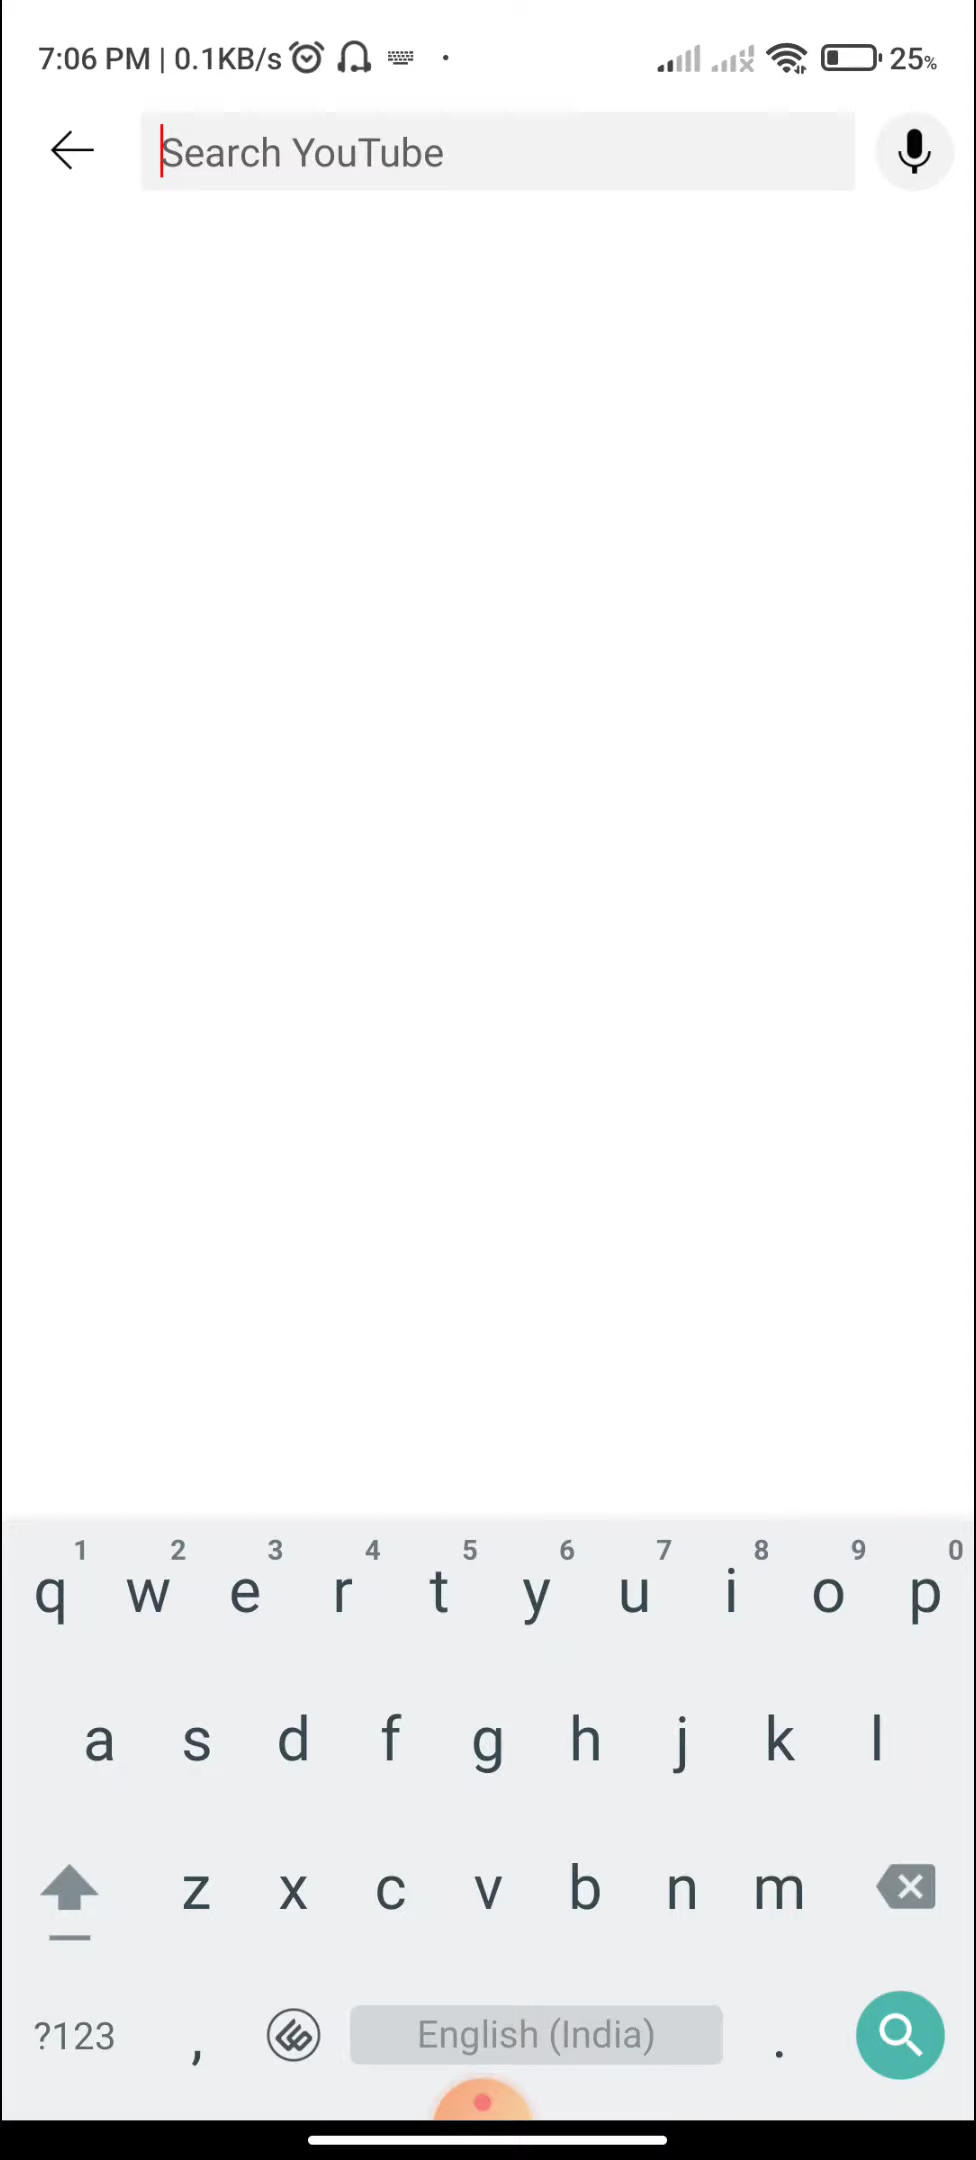 7:06 PM | 0.1KB/s 25%
Search YouTube
1 2 3 4 5 6 7 8 9 0
q w e r t y u i o p
a s d f g h j k l
z x c v b n m
?123 , English (India) .